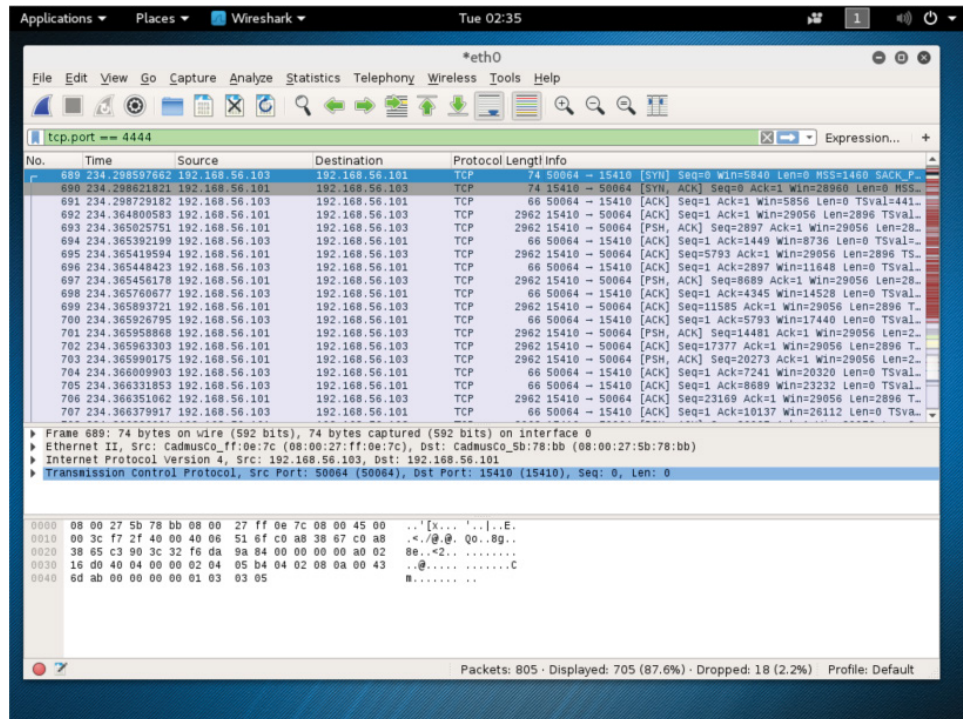 Applications Places Wireshark Tue 02:35 1
*eth0
File Edit View Go Capture Analyze Statistics Telephony Wireless Tools Help
tcp.port == 4444 Expression... +
No. Time Source Destination Protocol Lengtl Info
689 234.298597662 192.168.56.103 192.168.56.101 TCP 74 50064 → 15410 [SYN] Seq=0 Win=5840 Len=0 MSS=1460 SACK_P…
690 234.298621821 192.168.56.101 192.168.56.103 TCP 74 15410 → 50064 [SYN, ACK] Seq=0 Ack=1 Win=28960 Len=0 MSS…
691 234.298729182 192.168.56.103 192.168.56.101 TCP 66 50064 → 15410 [ACK] Seq=1 Ack=1 Win=5856 Len=0 TSval=441…
692 234.364800583 192.168.56.101 192.168.56.103 TCP 2962 15410 → 50064 [ACK] Seq=1 Ack=1 Win=29056 Len=2896 TSval…
693 234.365025751 192.168.56.101 192.168.56.103 TCP 2962 15410 → 50064 [PSH, ACK] Seq=2897 Ack=1 Win=29056 Len=28…
694 234.365392199 192.168.56.103 192.168.56.101 TCP 66 50064 → 15410 [ACK] Seq=1 Ack=1449 Win=8736 Len=0 TSval=…
695 234.365419594 192.168.56.101 192.168.56.103 TCP 2962 15410 → 50064 [ACK] Seq=5793 Ack=1 Win=29056 Len=2896 TS…
696 234.365448423 192.168.56.103 192.168.56.101 TCP 66 50064 → 15410 [ACK] Seq=1 Ack=2897 Win=11648 Len=0 TSval…
697 234.365456178 192.168.56.101 192.168.56.103 TCP 2962 15410 → 50064 [PSH, ACK] Seq=8689 Ack=1 Win=29056 Len=28…
698 234.365760677 192.168.56.103 192.168.56.101 TCP 66 50064 → 15410 [ACK] Seq=1 Ack=4345 Win=14528 Len=0 TSval…
699 234.365893721 192.168.56.101 192.168.56.103 TCP 2962 15410 → 50064 [ACK] Seq=11585 Ack=1 Win=29056 Len=2896 T…
700 234.365926795 192.168.56.103 192.168.56.101 TCP 66 50064 → 15410 [ACK] Seq=1 Ack=5793 Win=17440 Len=0 TSval…
701 234.365958868 192.168.56.101 192.168.56.103 TCP 2962 15410 → 50064 [PSH, ACK] Seq=14481 Ack=1 Win=29056 Len=2…
702 234.365963303 192.168.56.101 192.168.56.103 TCP 2962 15410 → 50064 [ACK] Seq=17377 Ack=1 Win=29056 Len=2896 T…
703 234.365990175 192.168.56.101 192.168.56.103 TCP 2962 15410 → 50064 [PSH, ACK] Seq=20273 Ack=1 Win=29056 Len=2…
704 234.366009903 192.168.56.103 192.168.56.101 TCP 66 50064 → 15410 [ACK] Seq=1 Ack=7241 Win=20320 Len=0 TSval…
705 234.366331853 192.168.56.103 192.168.56.101 TCP 66 50064 → 15410 [ACK] Seq=1 Ack=8689 Win=23232 Len=0 TSval…
706 234.366351062 192.168.56.101 192.168.56.103 TCP 2962 15410 → 50064 [ACK] Seq=23169 Ack=1 Win=29056 Len=2896 T…
707 234.366379917 192.168.56.103 192.168.56.101 TCP 66 50064 → 15410 [ACK] Seq=1 Ack=10137 Win=26112 Len=0 TSva…
Frame 689: 74 bytes on wire (592 bits), 74 bytes captured (592 bits) on interface 0
Ethernet II, Src: CadmusCo_ff:0e:7c (08:00:27:ff:0e:7c), Dst: CadmusCo_5b:78:bb (08:00:27:5b:78:bb)
Internet Protocol Version 4, Src: 192.168.56.103, Dst: 192.168.56.101
Transmission Control Protocol, Src Port: 50064 (50064), Dst Port: 15410 (15410), Seq: 0, Len: 0
0000 08 00 27 5b 78 bb 08 00 27 ff 0e 7c 08 00 45 00 ..'[x... '..|..E.
0010 00 3c f7 2f 40 00 40 06 51 6f c0 a8 38 67 c0 a8 .<./@.@. Qo..8g..
0020 38 65 c3 90 3c 32 f6 da 9a 84 00 00 00 00 a0 02 8e..<2.. ........
0030 16 d0 40 04 00 00 02 04 05 b4 04 02 08 0a 00 43 ..@..... .......C
0040 6d ab 00 00 00 00 01 03 03 05 m....... ..
Packets: 805 · Displayed: 705 (87.6%) · Dropped: 18 (2.2%) Profile: Default